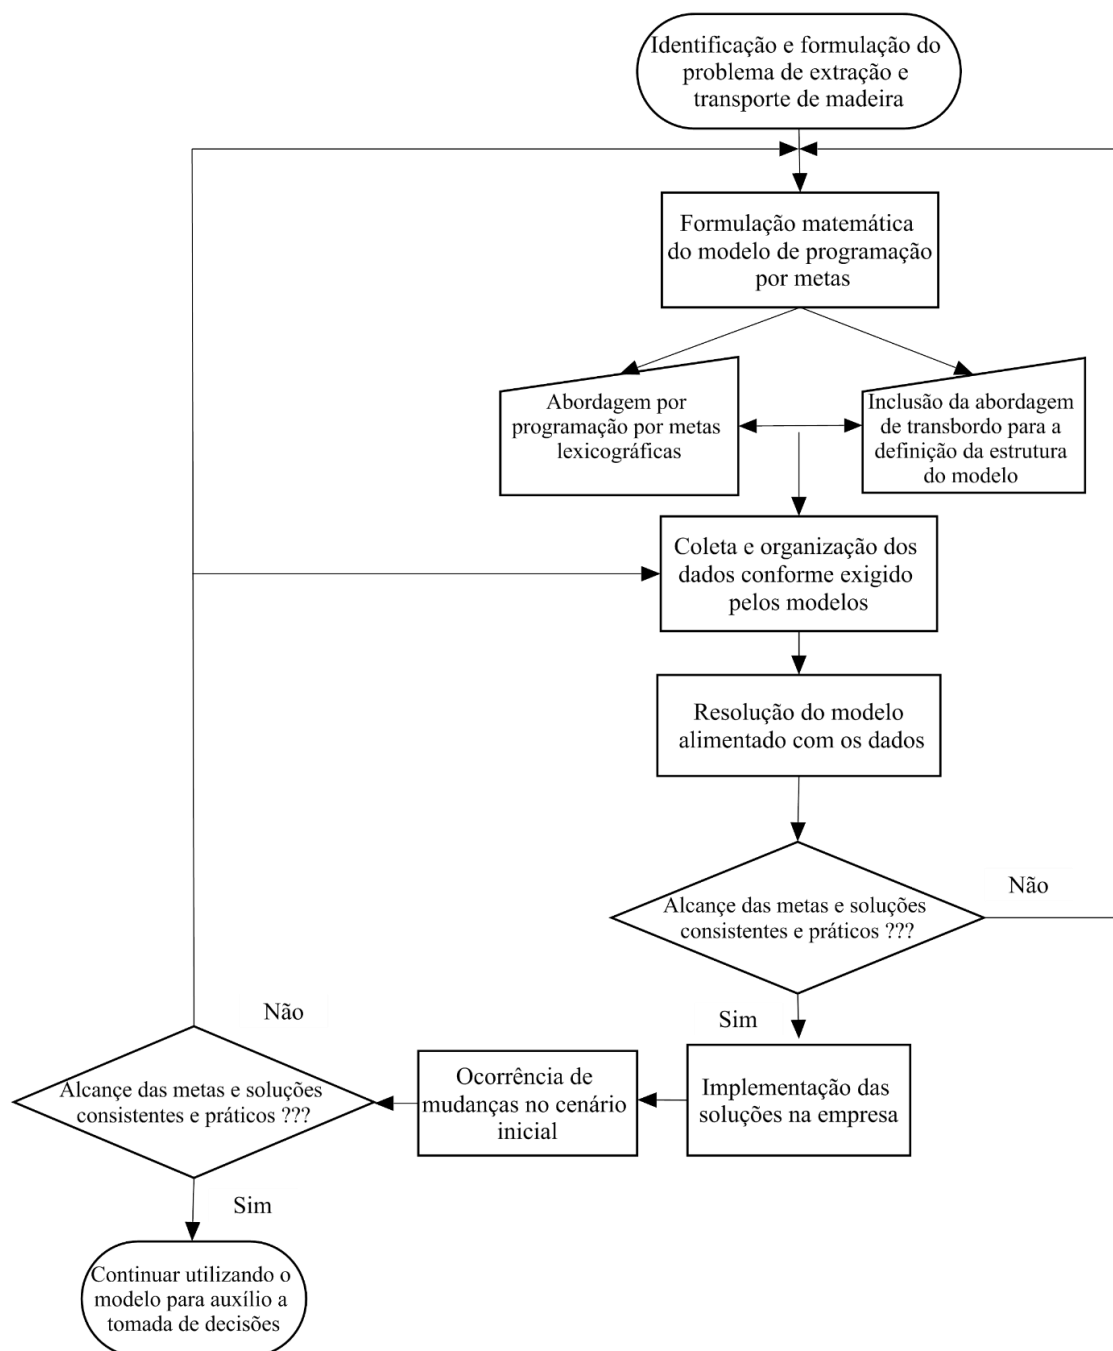 Identificação e formulação do
problema de extração e
transporte de madeira
Formulação matemática
do modelo de programação
por metas
Abordagem por
programação por metas
lexicográficas
Inclusão da abordagem
de transbordo para a
definição da estrutura
do modelo
Coleta e organização dos
dados conforme exigido
pelos modelos
Resolução do modelo
alimentado com os dados
Alcançe das metas e soluções
consistentes e práticos ???
Não
Sim
Implementação das
soluções na empresa
Ocorrência de
mudanças no cenário
inicial
Alcançe das metas e soluções
consistentes e práticos ???
Não
Sim
Continuar utilizando o
modelo para auxílio a
tomada de decisões